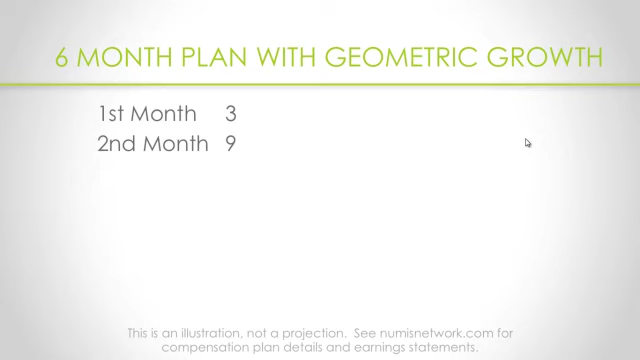 6 MONTH PLAN WITH GEOMETRIC GROWTH
1st Month 3
2nd Month 9
This is an illustration, not a projection. See numisnetwork.com for
compensation plan details and earnings statements.